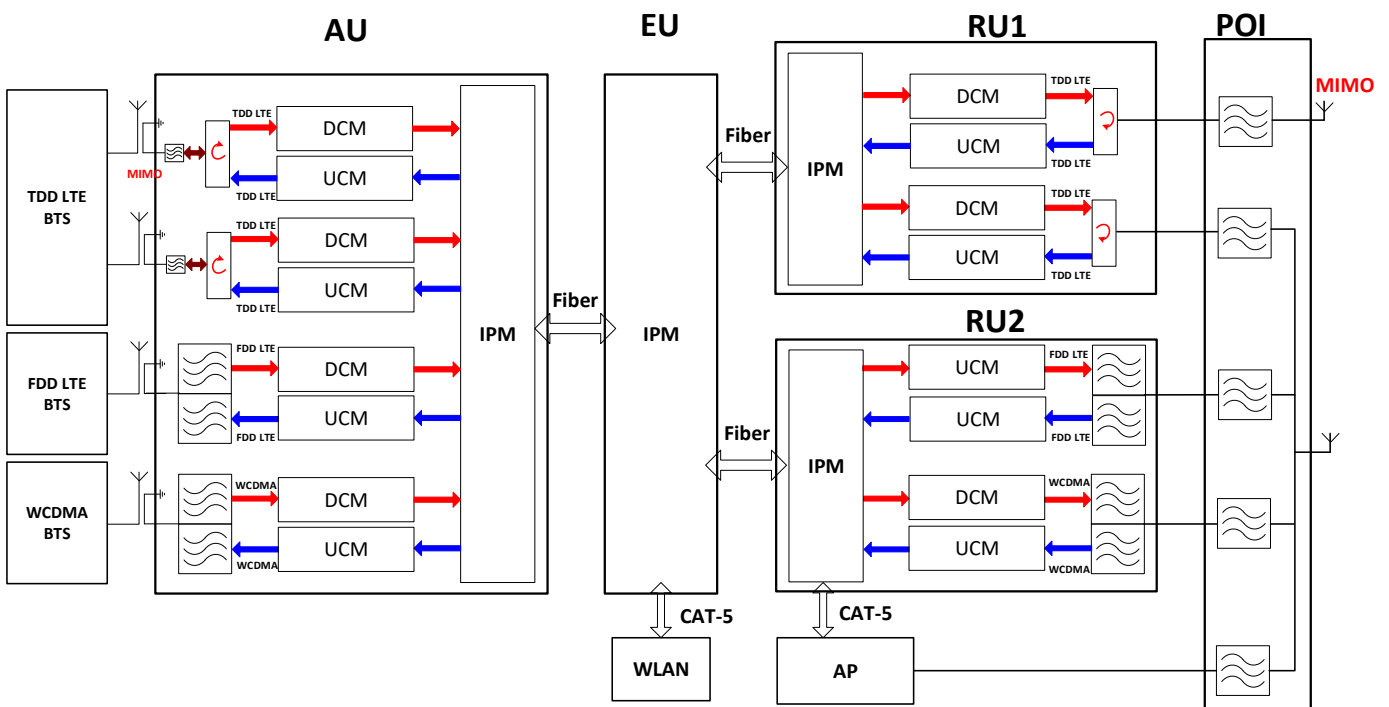 AU
EU
RU1
POI
TDD LTE
BTS
FDD LTE
BTS
WCDMA
BTS
MIMO
TDD LTE
DCM
UCM
TDD LTE
TDD LTE
DCM
UCM
TDD LTE
FDD LTE
DCM
UCM
FDD LTE
WCDMA
DCM
UCM
WCDMA
IPM
Fiber
IPM
Fiber
Fiber
CAT-5
WLAN
IPM
DCM
TDD LTE
UCM
TDD LTE
DCM
TDD LTE
UCM
TDD LTE
RU2
IPM
UCM
FDD LTE
UCM
FDD LTE
DCM
WCDMA
UCM
WCDMA
CAT-5
AP
MIMO